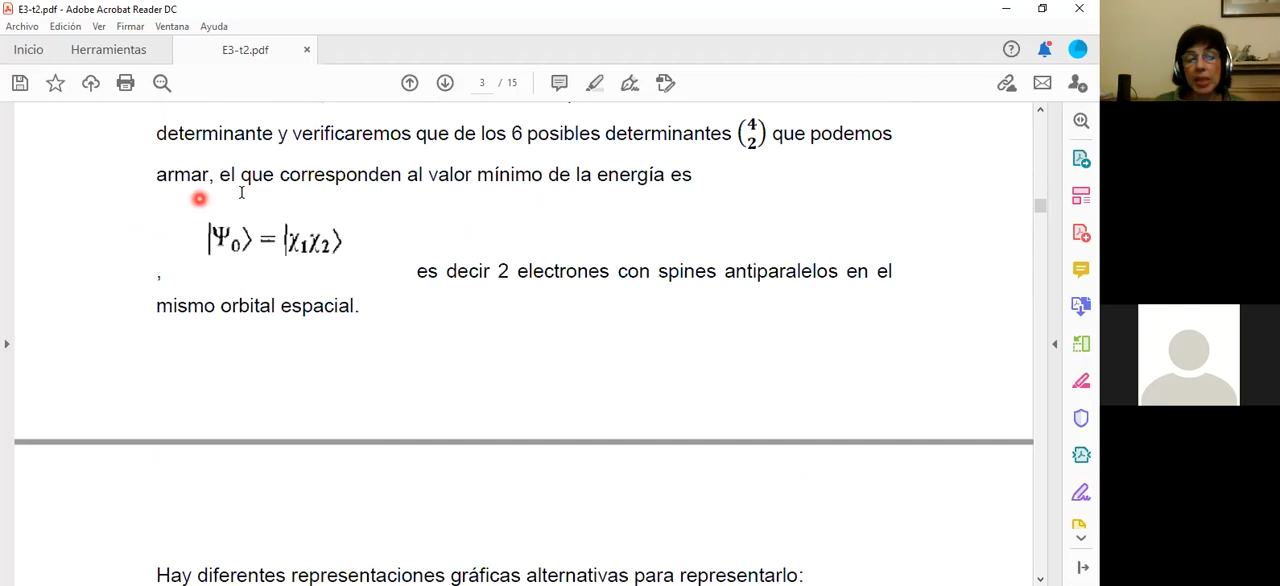 E3-t2.pdf - Adobe Acrobat Reader DC
Archivo Edición Ver Firmar Ventana Ayuda
Inicio Herramientas E3-t2.pdf ×
3 / 15
determinante y verificaremos que de los 6 posibles determinantes (4 2) que podemos
armar, el que corresponden al valor mínimo de la energía es
|Ψ₀⟩ = |χ₁χ₂⟩
, es decir 2 electrones con spines antiparalelos en el
mismo orbital espacial.
Hay diferentes representaciones gráficas alternativas para representarlo: